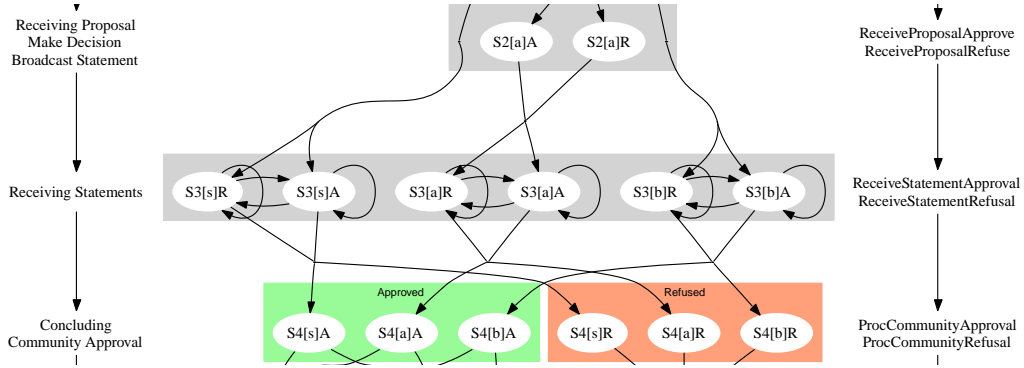 Receiving Proposal
Make Decision
Broadcast Statement
S2[a]A
S2[a]R
ReceiveProposalApprove
ReceiveProposalRefuse
Receiving Statements
S3[s]R
S3[s]A
S3[a]R
S3[a]A
S3[b]R
S3[b]A
ReceiveStatementApproval
ReceiveStatementRefusal
Approved
Refused
Concluding
Community Approval
S4[s]A
S4[a]A
S4[b]A
S4[s]R
S4[a]R
S4[b]R
ProcCommunityApproval
ProcCommunityRefusal